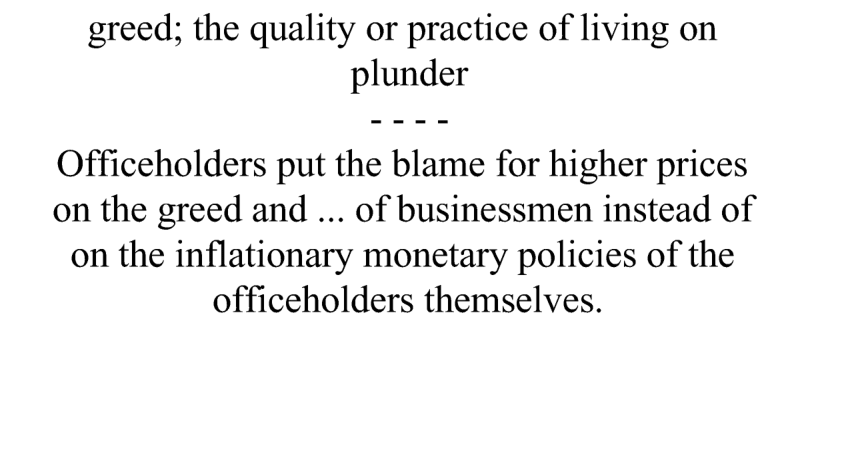 greed; the quality or practice of living on
plunder
- - - -
Officeholders put the blame for higher prices
on the greed and ... of businessmen instead of
on the inflationary monetary policies of the
officeholders themselves.